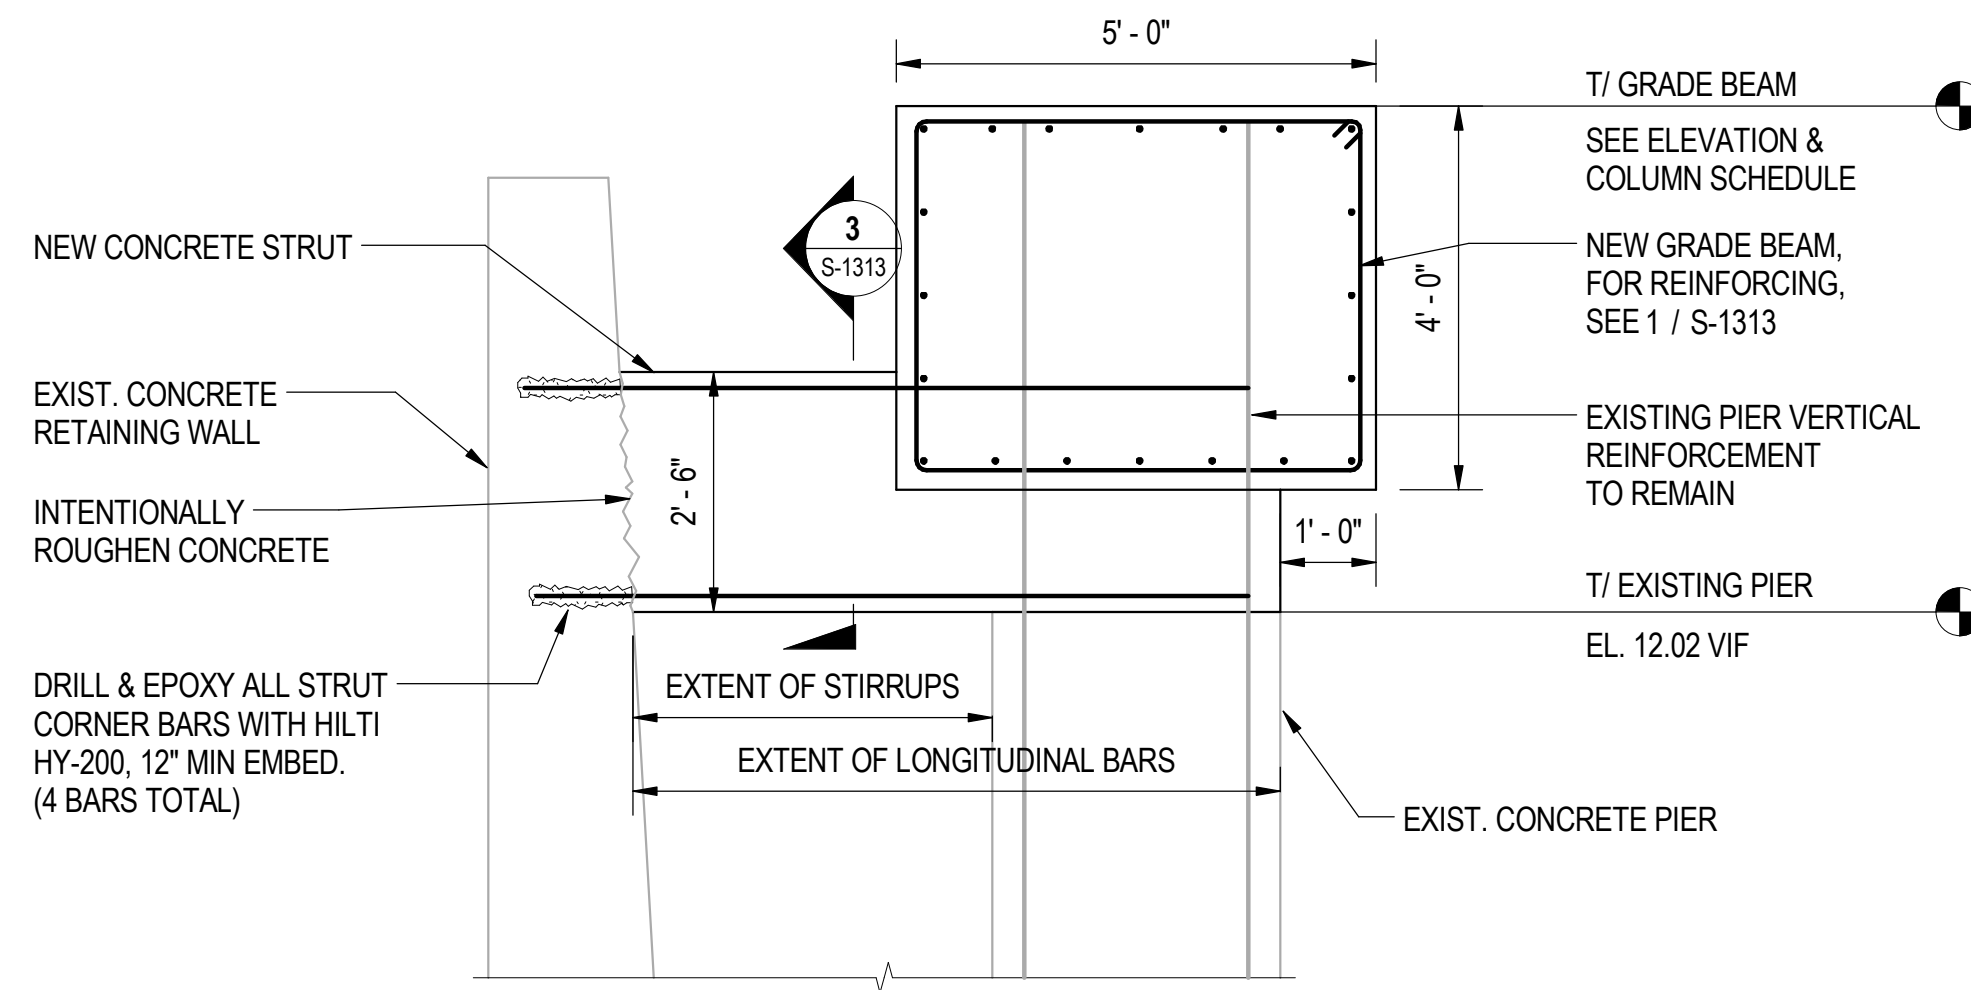 5' - 0"
T/ GRADE BEAM
SEE ELEVATION &
COLUMN SCHEDULE
NEW CONCRETE STRUT
3
S-1313
NEW GRADE BEAM,
FOR REINFORCING,
SEE 1 / S-1313
4' - 0"
EXIST. CONCRETE
RETAINING WALL
EXISTING PIER VERTICAL
REINFORCEMENT
TO REMAIN
2' - 6"
INTENTIONALLY
ROUGHEN CONCRETE
1' - 0"
T/ EXISTING PIER
EL. 12.02 VIF
DRILL & EPOXY ALL STRUT
CORNER BARS WITH HILTI
HY-200, 12" MIN EMBED.
(4 BARS TOTAL)
EXTENT OF STIRRUPS
EXTENT OF LONGITUDINAL BARS
EXIST. CONCRETE PIER